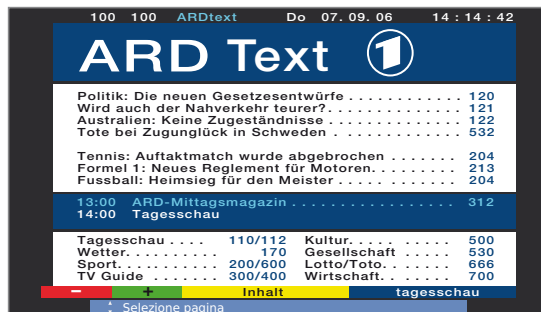 100 100 ARDtext Do 07. 09. 06 14 : 14 : 42
ARD Text 1
Politik: Die neuen Gesetzesentwürfe . . . . . . . . . . . . 120
Wird auch der Nahverkehr teurer?. . . . . . . . . . . . . . 121
Australien: Keine Zugeständnisse . . . . . . . . . . . . . 122
Tote bei Zugunglück in Schweden . . . . . . . . . . . . . 532
Tennis: Auftaktmatch wurde abgebrochen . . . . . . . 204
Formel 1: Neues Reglement für Motoren. . . . . . . . . 213
Fussball: Heimsieg für den Meister . . . . . . . . . . . . 204
13:00 ARD-Mittagsmagazin . . . . . . . . . . . . . . . . . . 312
14:00 Tagesschau
Tagesschau . . . . 110/112 Kultur. . . . . . . . . . 500
Wetter. . . . . . . . . . 170 Gesellschaft . . . . . 530
Sport. . . . . . . . . . 200/600 Lotto/Toto. . . . . . 666
TV Guide . . . . . . . 300/400 Wirtschaft. . . . . . . 700
– + Inhalt tagesschau
Selezione pagina